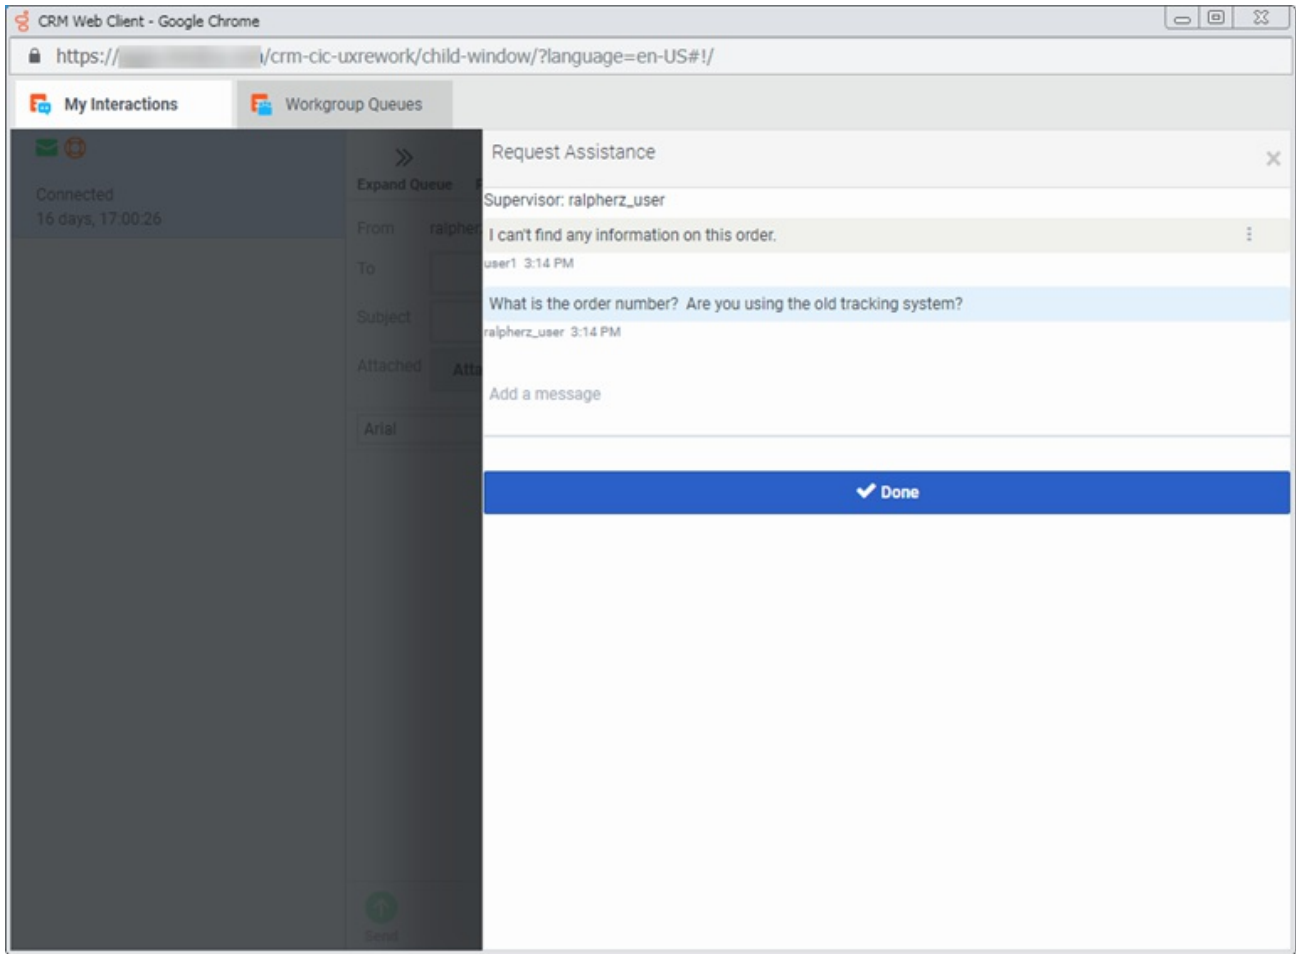 CRM Web Client - Google Chrome
https:// /crm-cic-uxrework/child-window/?language=en-US#!/
My Interactions
Workgroup Queues
Connected
16 days, 17:00:26
Expand Queue
From ralpher
To
Subject
Attached Atta
Arial
Send
Request Assistance
Supervisor: ralpherz_user
I can't find any information on this order.
user1 3:14 PM
What is the order number? Are you using the old tracking system?
ralpherz_user 3:14 PM
Add a message
Done